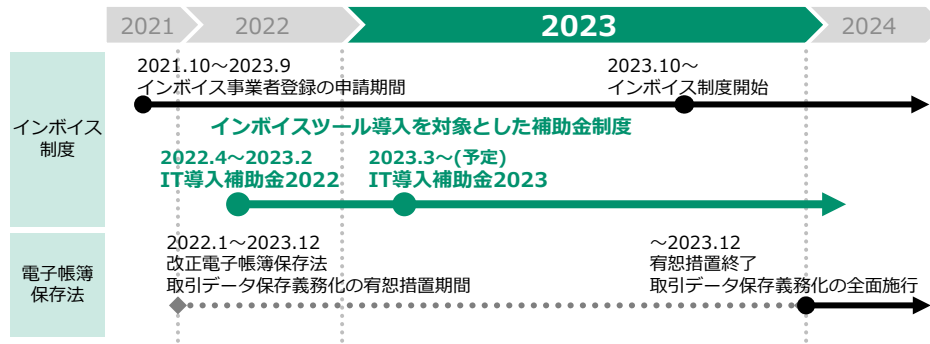 2021
2022
2023
2024
インボイス
制度
2021.10～2023.9
インボイス事業者登録の申請期間
2023.10～
インボイス制度開始
インボイスツール導入を対象とした補助金制度
2022.4～2023.2
IT導入補助金2022
2023.3～(予定)
IT導入補助金2023
電子帳簿
保存法
2022.1～2023.12
改正電子帳簿保存法
取引データ保存義務化の宥恕措置期間
～2023.12
宥恕措置終了
取引データ保存義務化の全面施行